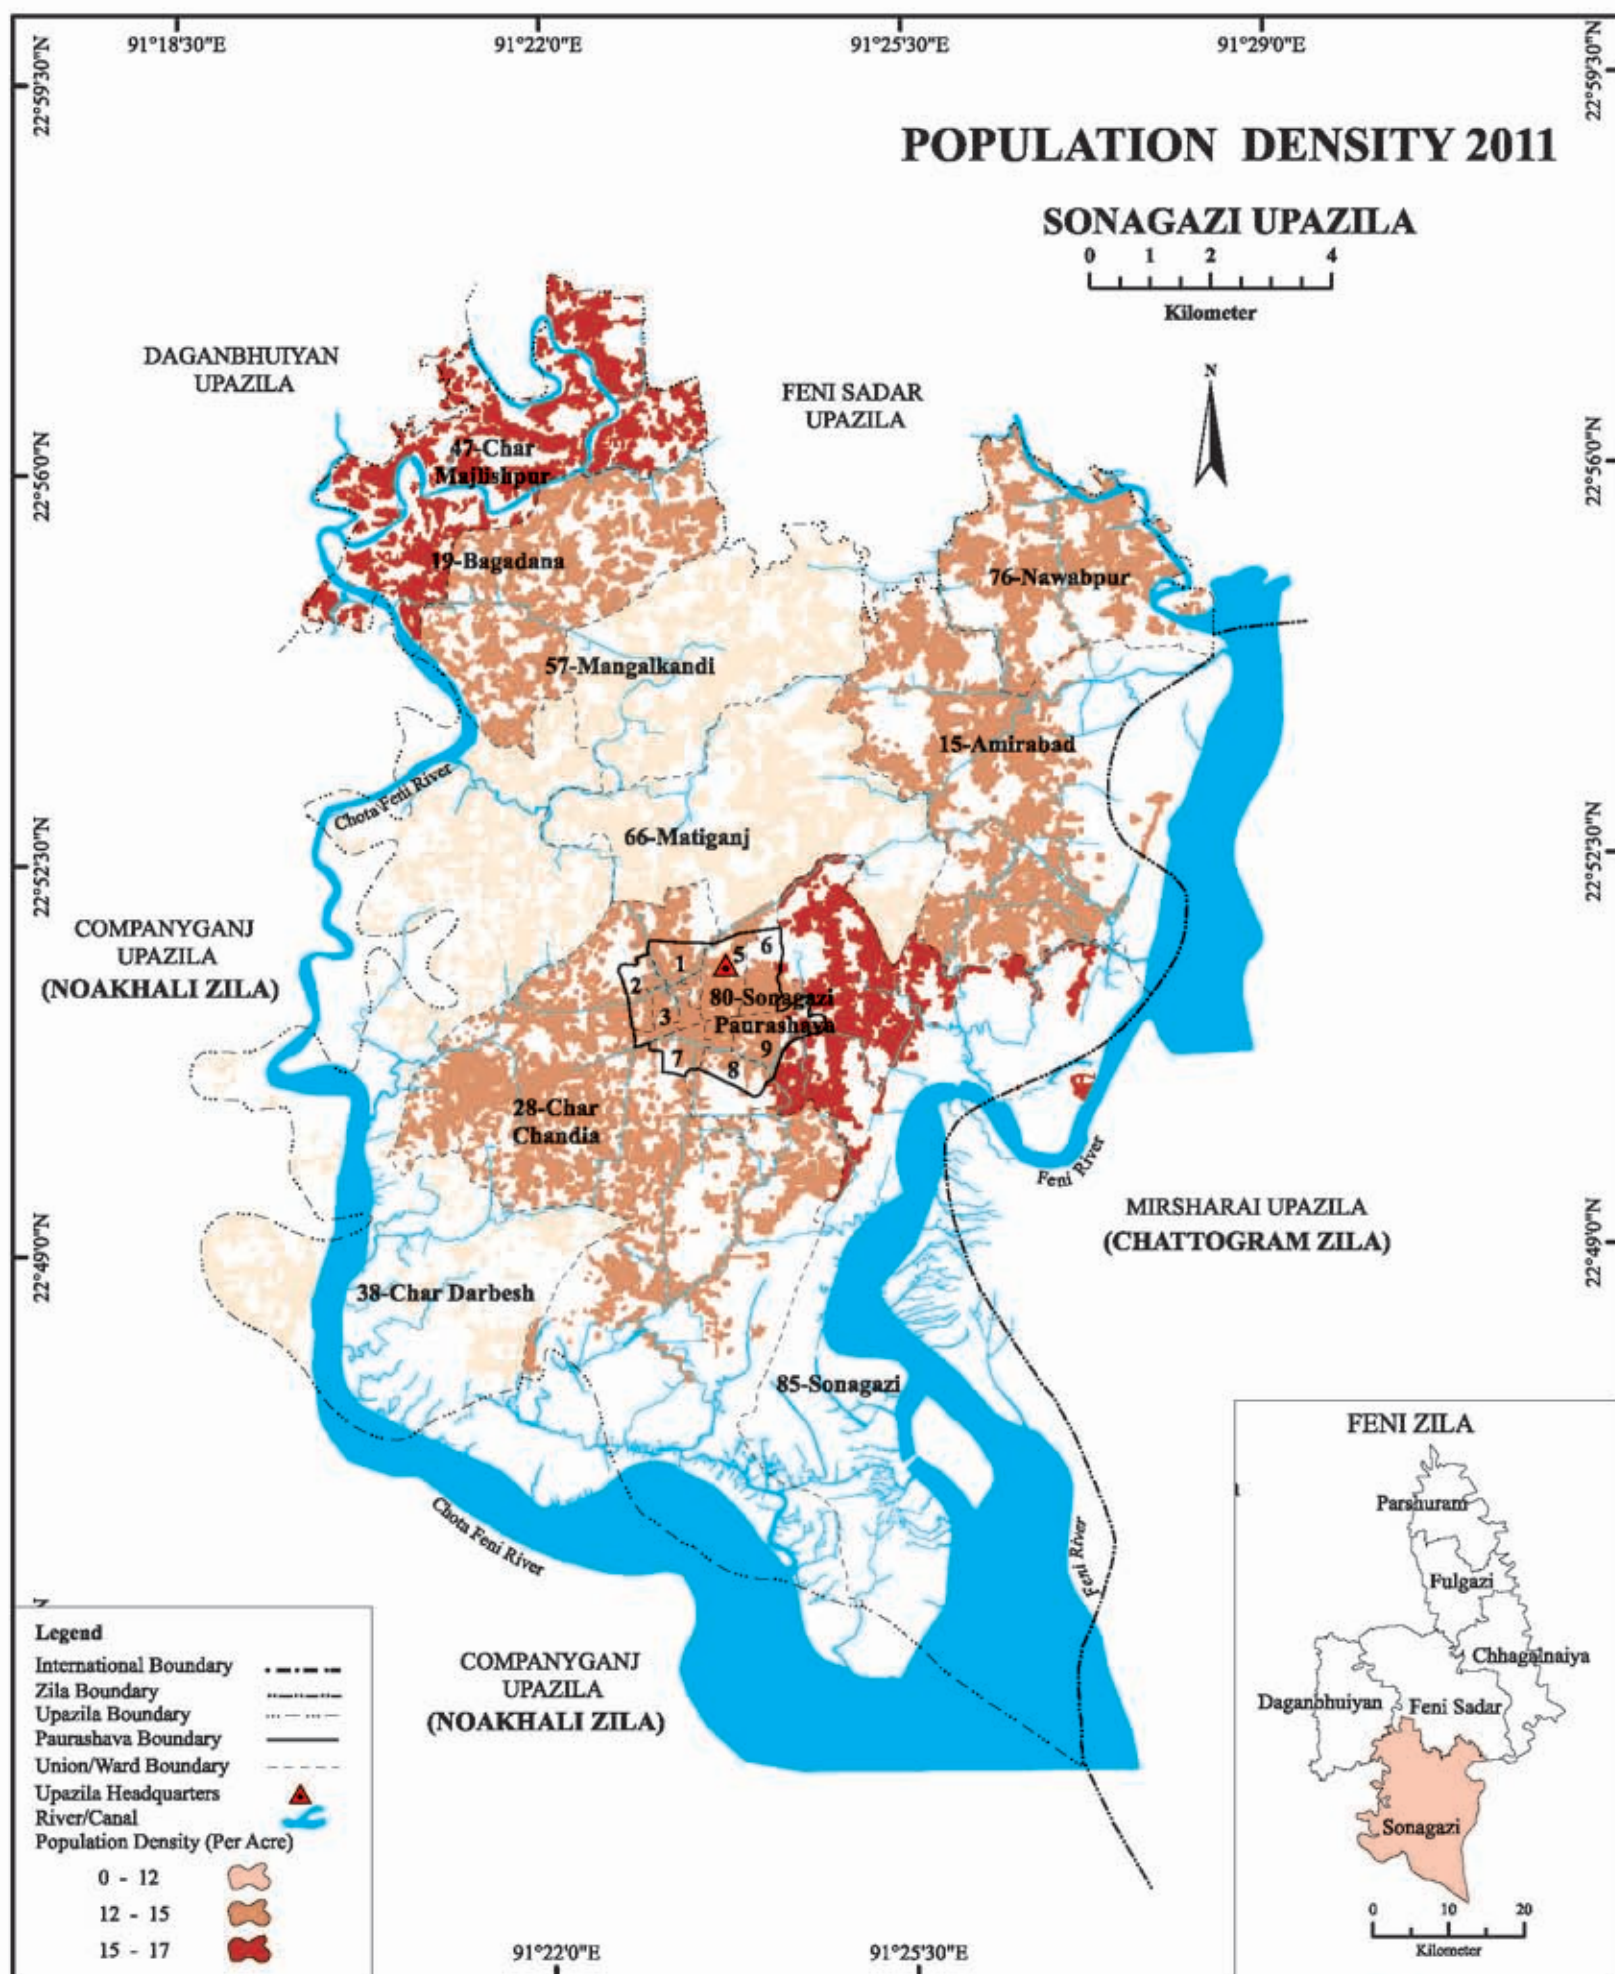 91°18'30"E
91°22'0"E
91°25'30"E
91°29'0"E
22°59'30"N
22°59'30"N
POPULATION DENSITY 2011
SONAGAZI UPAZILA
0 1 2 4
Kilometer
N
DAGANBHUIYAN
UPAZILA
FENI SADAR
UPAZILA
22°56'0"N
22°56'0"N
47-Char
Majlishpur
19-Bagadana
76-Nawabpur
57-Mangalkandi
15-Amirabad
Chota Feni River
66-Matiganj
22°52'30"N
22°52'30"N
COMPANYGANJ
UPAZILA
(NOAKHALI ZILA)
1
2
3
5
6
80-Sonagazi
Paurashava
7
8
9
28-Char
Chandia
Feni River
MIRSHARAI UPAZILA
(CHATTOGRAM ZILA)
22°49'0"N
22°49'0"N
38-Char Darbesh
85-Sonagazi
Chota Feni River
Feni River
COMPANYGANJ
UPAZILA
(NOAKHALI ZILA)
Legend
International Boundary
Zila Boundary
Upazila Boundary
Paurashava Boundary
Union/Ward Boundary
Upazila Headquarters
River/Canal
Population Density (Per Acre)
0 - 12
12 - 15
15 - 17
91°22'0"E
91°25'30"E
FENI ZILA
Parshuram
Fulgazi
Chhagalnaiya
Daganbhuiyan
Feni Sadar
Sonagazi
0 10 20
Kilometer